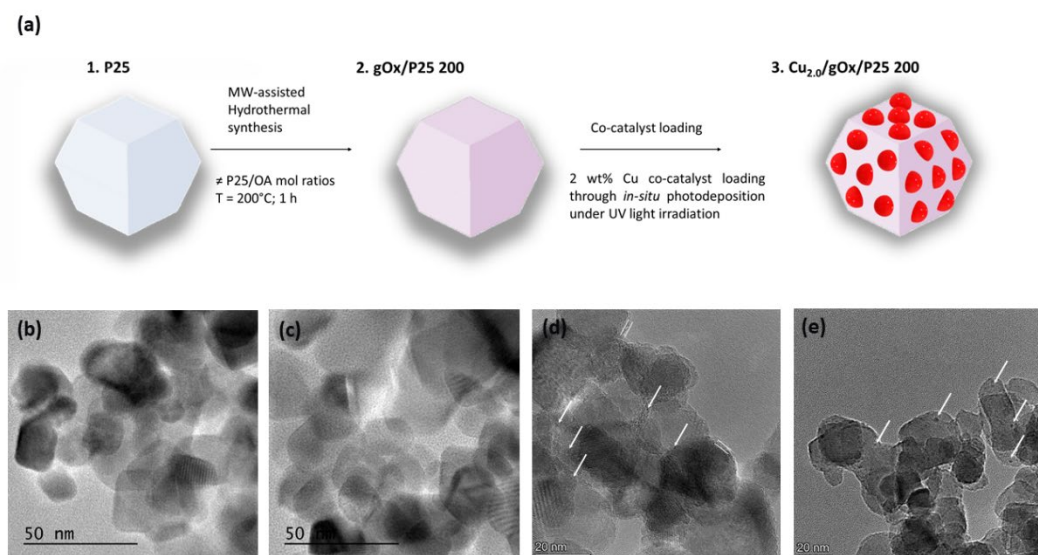 (a)
1. P25
2. gOx/P25 200
3. Cu2.0/gOx/P25 200
MW-assisted
Hydrothermal
synthesis
≠ P25/OA mol ratios
T = 200°C; 1 h
Co-catalyst loading
2 wt% Cu co-catalyst loading
through in-situ photodeposition
under UV light irradiation
(b)
(c)
(d)
(e)
50 nm
50 nm
20 nm
20 nm